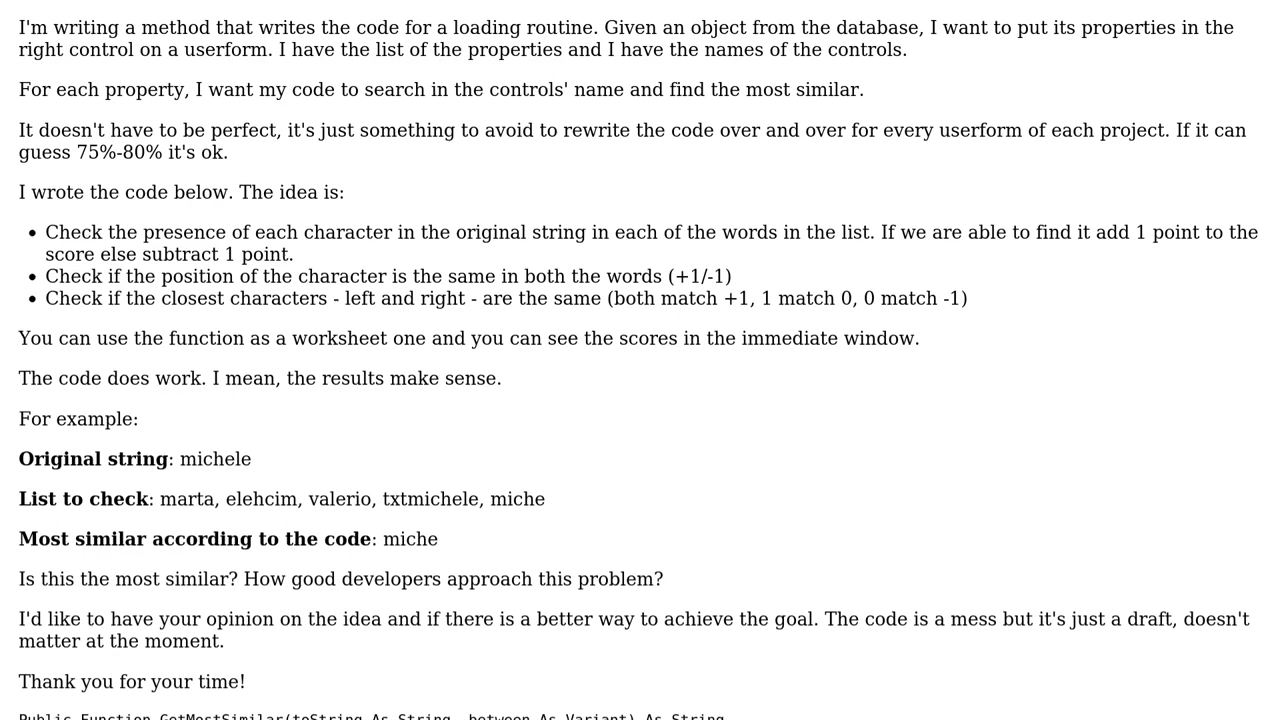 I'm writing a method that writes the code for a loading routine. Given an object from the database, I want to put its properties in the
right control on a userform. I have the list of the properties and I have the names of the controls.
For each property, I want my code to search in the controls' name and find the most similar.
It doesn't have to be perfect, it's just something to avoid to rewrite the code over and over for every userform of each project. If it can
guess 75%-80% it's ok.
I wrote the code below. The idea is:
• Check the presence of each character in the original string in each of the words in the list. If we are able to find it add 1 point to the
score else subtract 1 point.
• Check if the position of the character is the same in both the words (+1/-1)
• Check if the closest characters - left and right - are the same (both match +1, 1 match 0, 0 match -1)
You can use the function as a worksheet one and you can see the scores in the immediate window.
The code does work. I mean, the results make sense.
For example:
Original string: michele
List to check: marta, elehcim, valerio, txtmichele, miche
Most similar according to the code: miche
Is this the most similar? How good developers approach this problem?
I'd like to have your opinion on the idea and if there is a better way to achieve the goal. The code is a mess but it's just a draft, doesn't
matter at the moment.
Thank you for your time!
Public Function GetMostSimilar(toString As String, between As Variant) As String